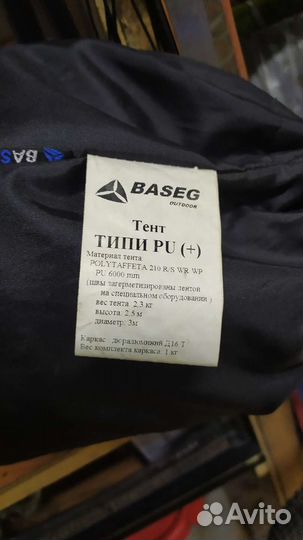 BAS
BASEG
OUTDOOR
Тент
ТИПИ PU (+)
Материал тента
POLYTAFFETA 210 R/S WR WP
PU 6000 mm
(швы загерметизированы лентой
на специальном оборудовании)
вес тента: 2,3 кг
высота: 2,5 м
диаметр: 3м
Каркас дюралюминий Д16 Т
Вес комплекта каркаса: 1 кг
Avito